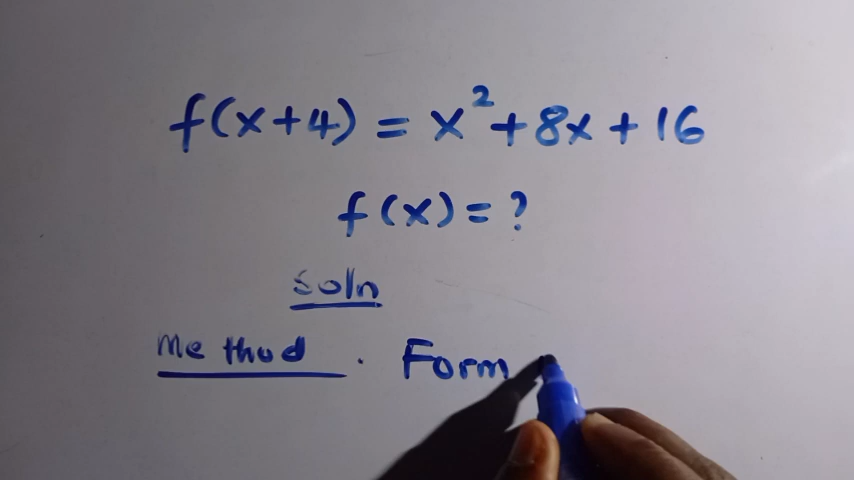 f(x+4) = x²+8x+16
f(x)=?
soln
Method. Form